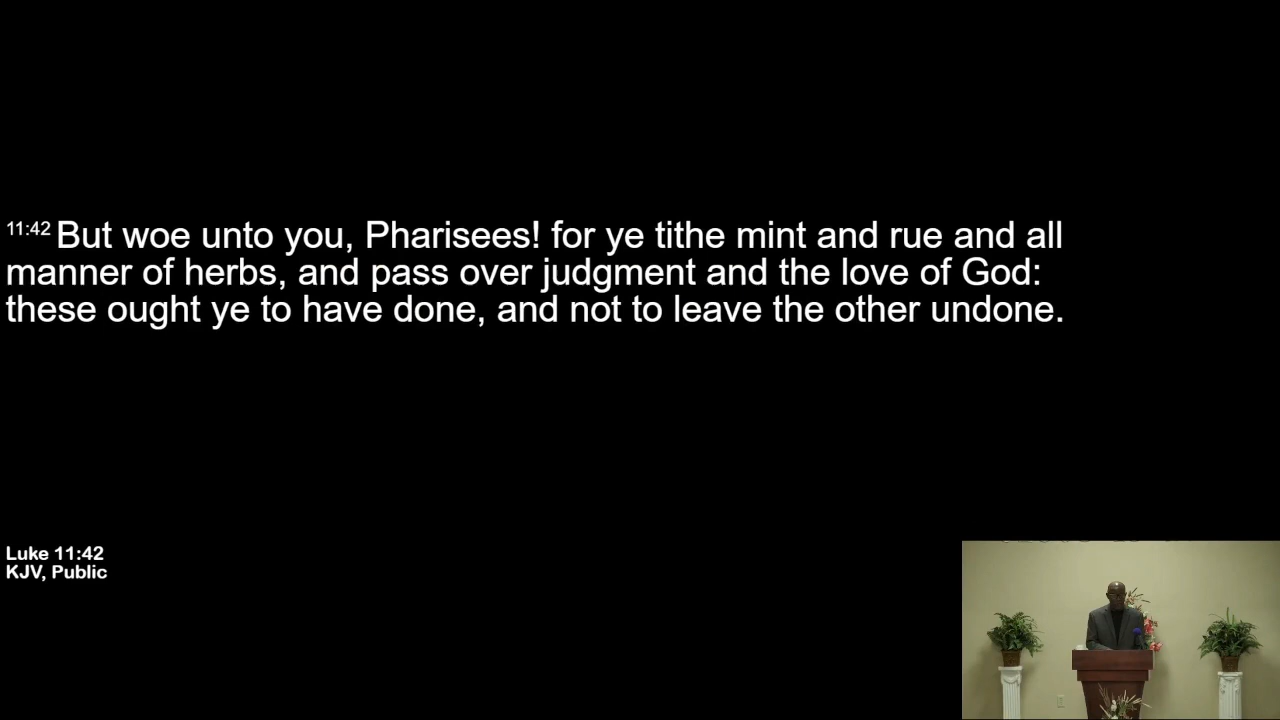 11:42 But woe unto you, Pharisees! for ye tithe mint and rue and all
manner of herbs, and pass over judgment and the love of God:
these ought ye to have done, and not to leave the other undone.
Luke 11:42
KJV, Public